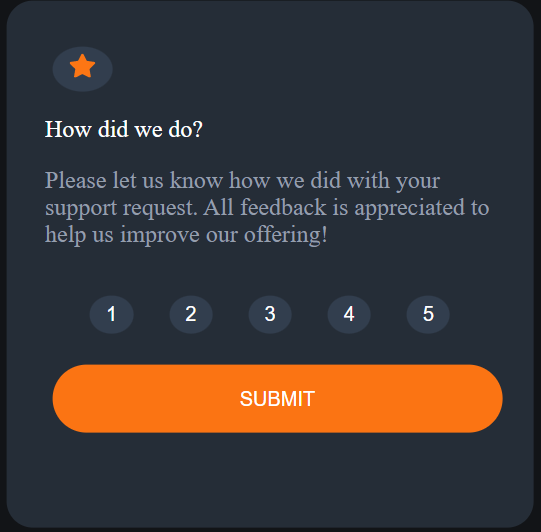 How did we do?
Please let us know how we did with your
support request. All feedback is appreciated to
help us improve our offering!
1 2 3 4 5
SUBMIT